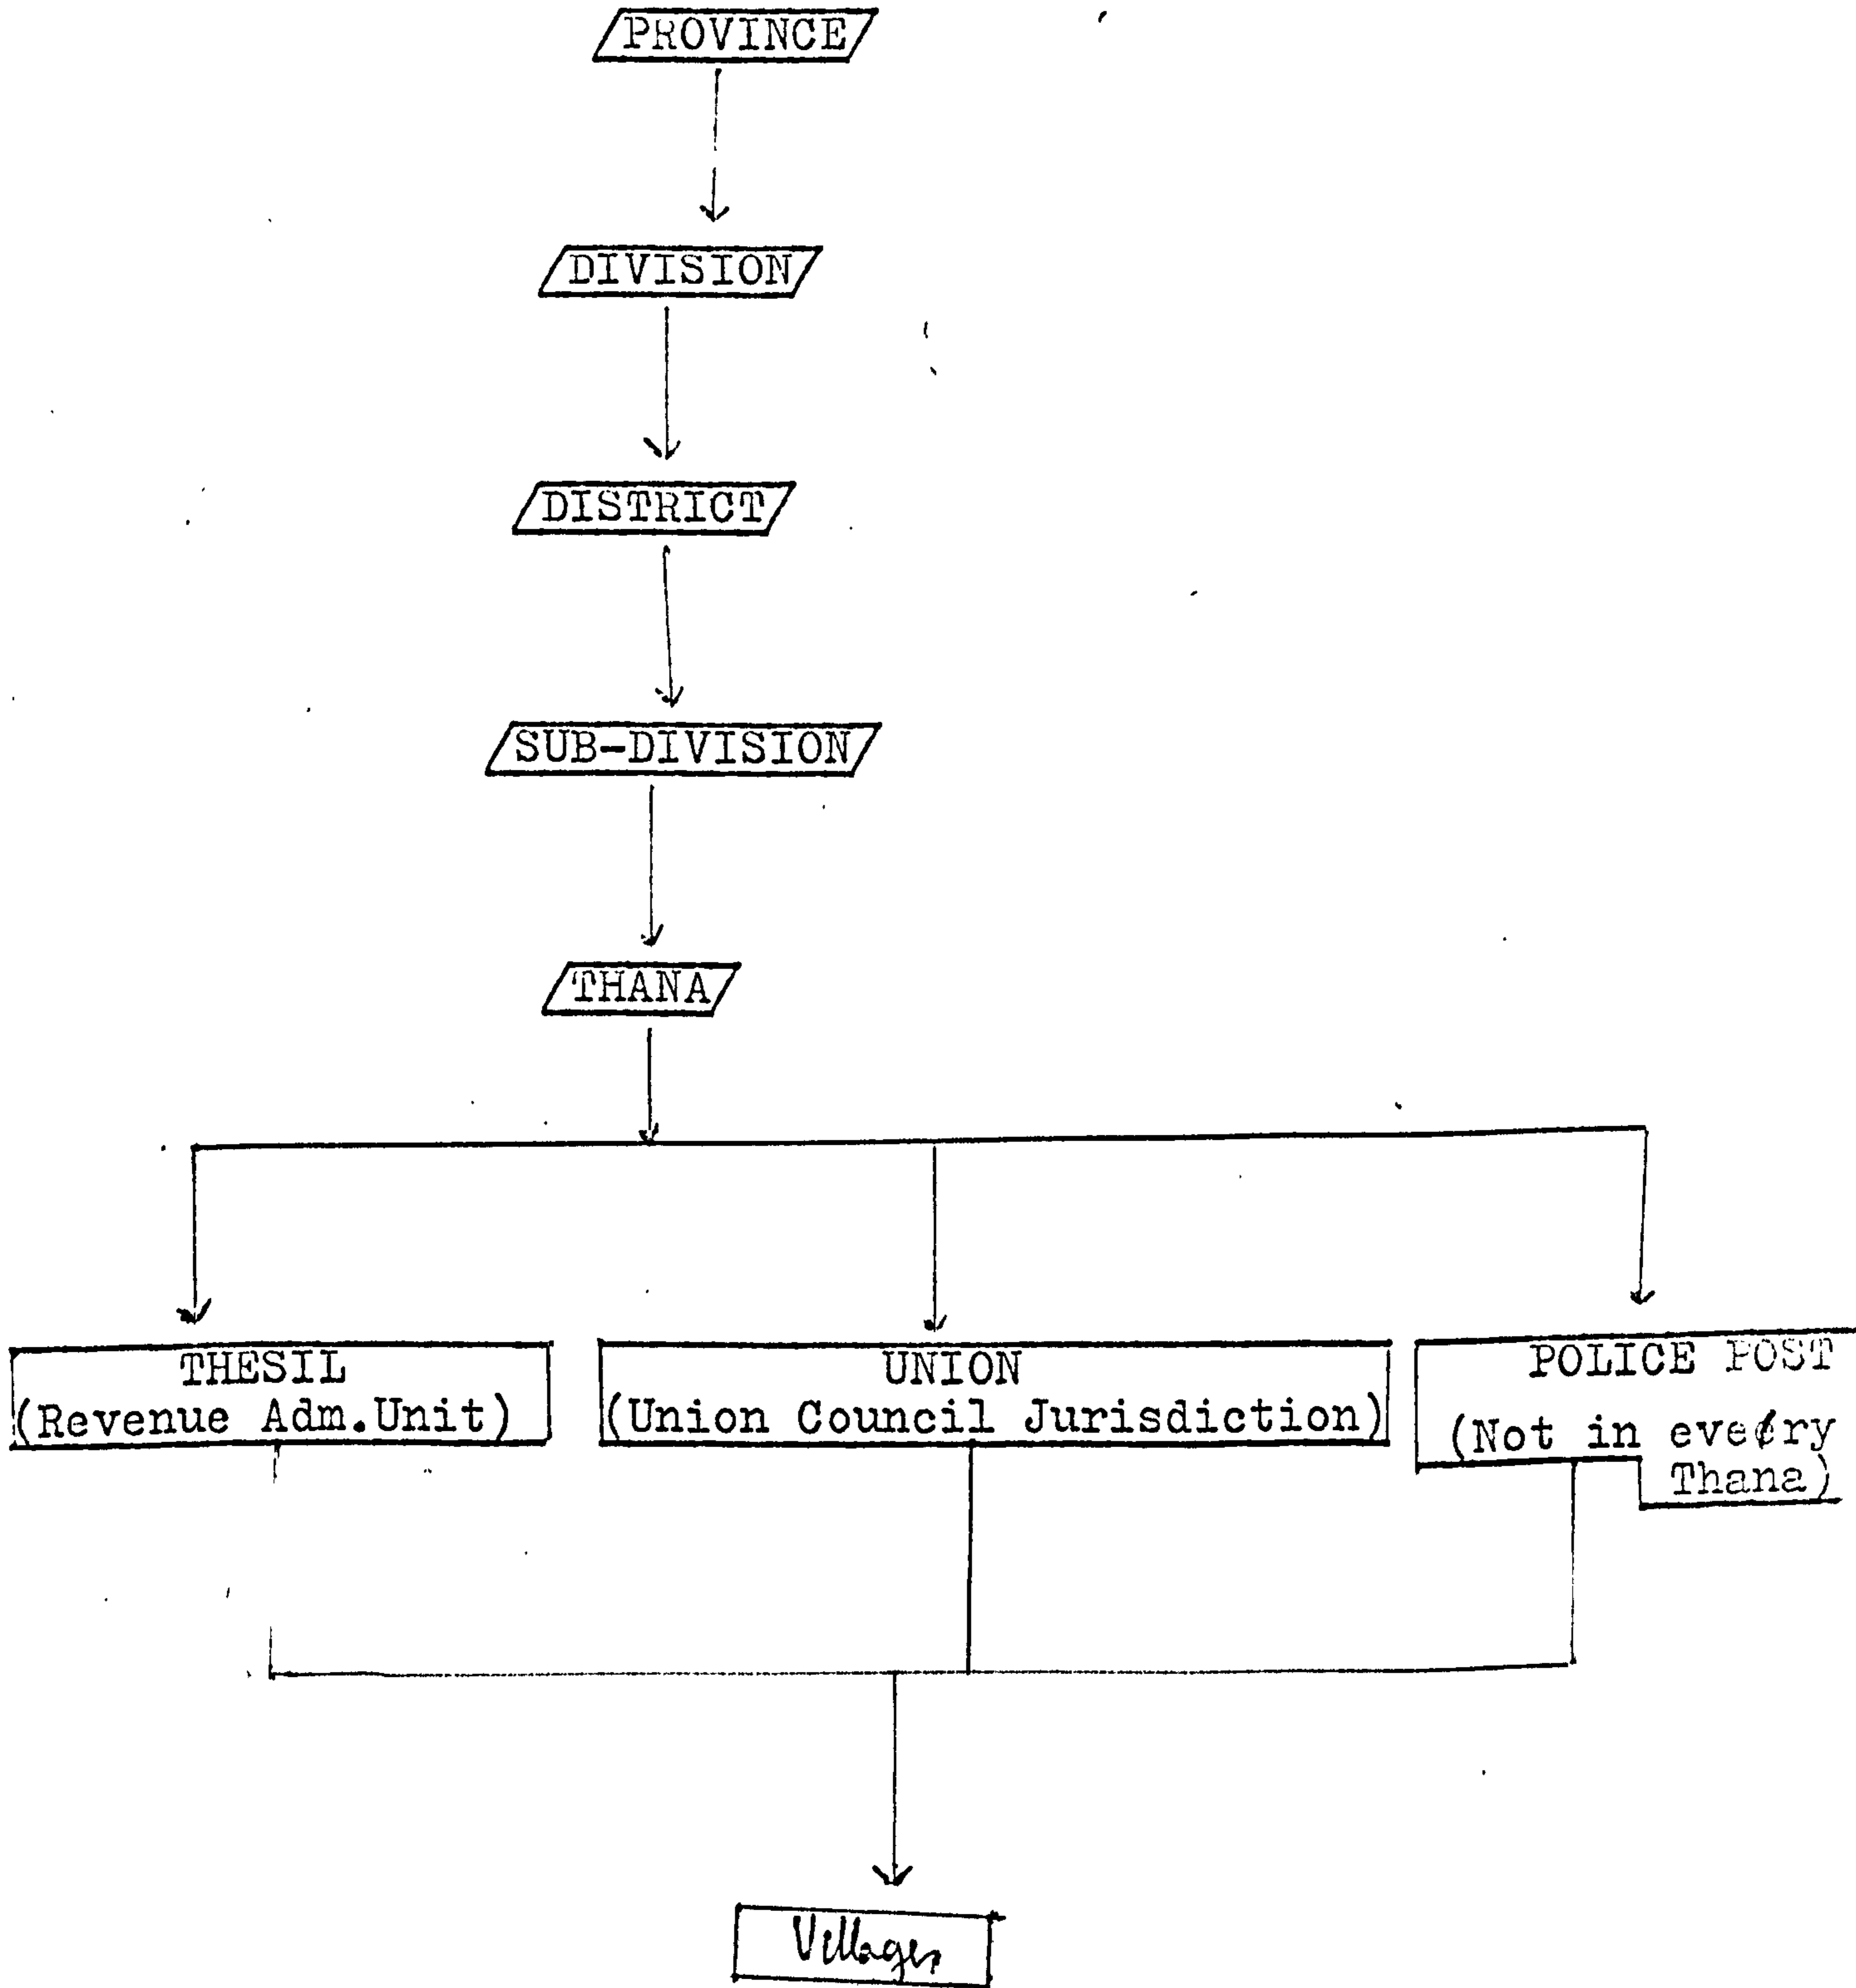 PROVINCE
DIVISION
DISTRICT
SUB-DIVISION
THANA
THESIL
(Revenue Adm.Unit)
UNION
(Union Council Jurisdiction)
POLICE POST
(Not in eveery
Thana)
Villages